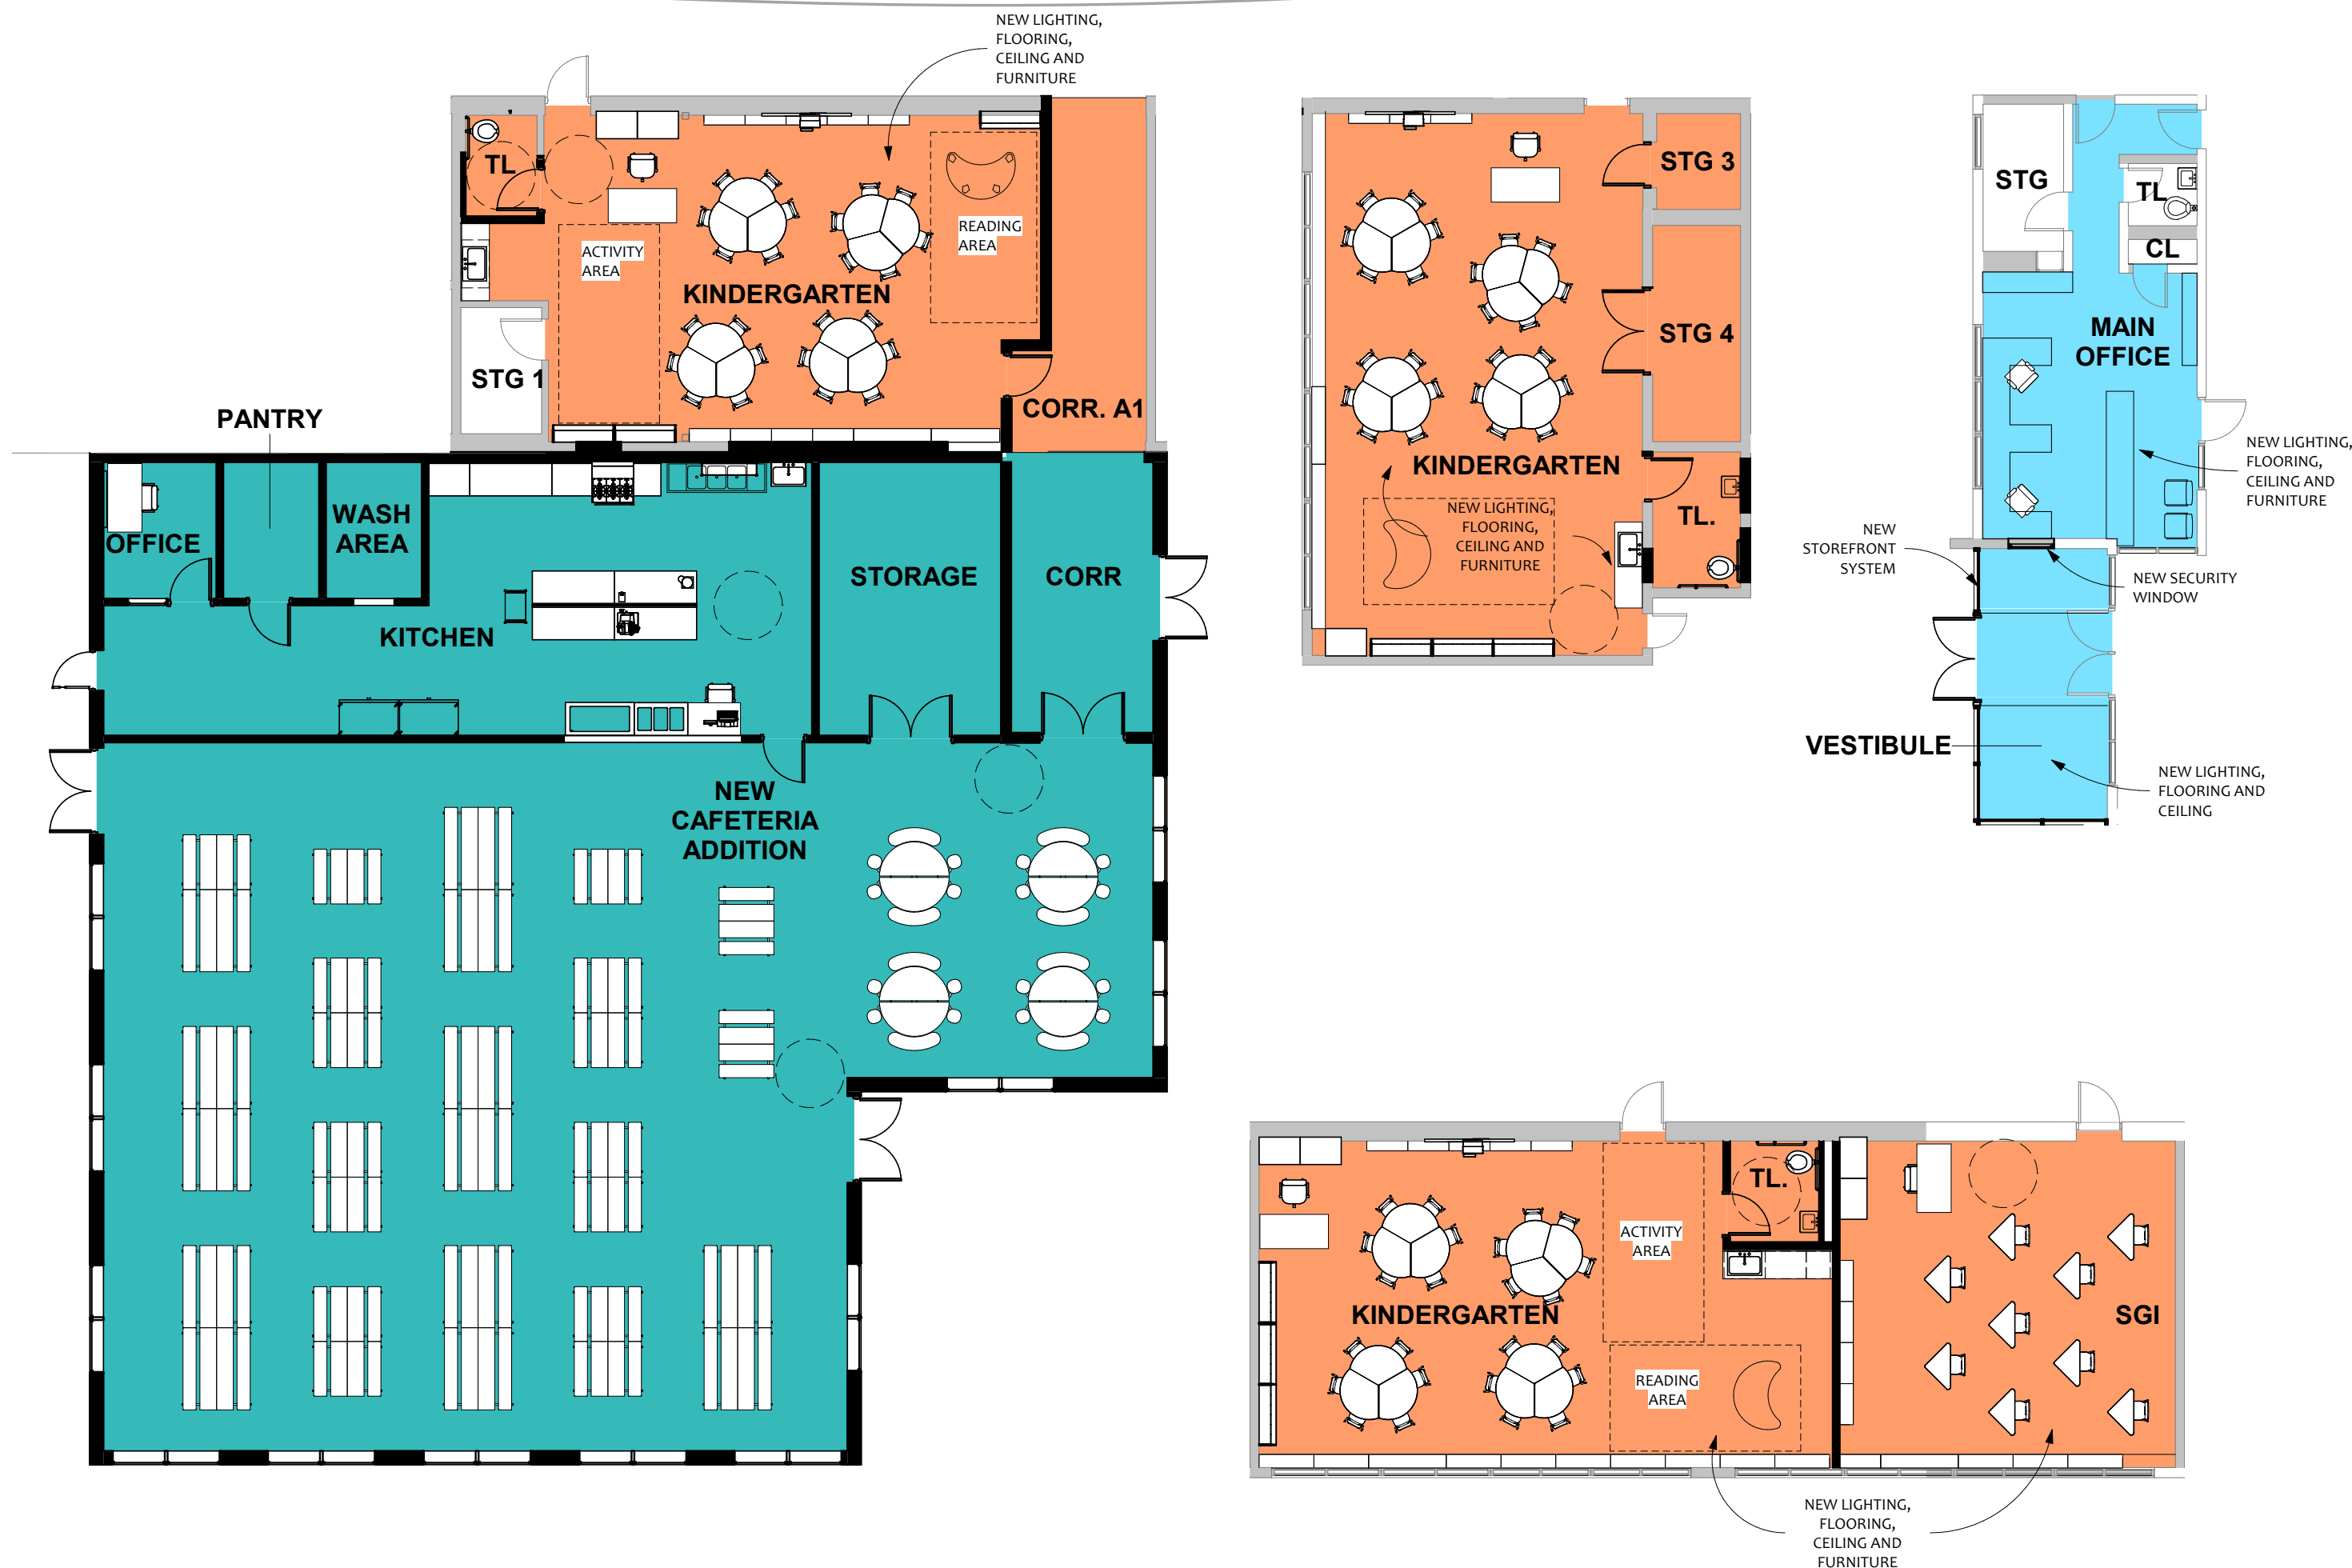 NEW LIGHTING,
FLOORING,
CEILING AND
FURNITURE
TL
ACTIVITY
AREA
READING
AREA
KINDERGARTEN
STG 1
CORR. A1
PANTRY
OFFICE
WASH
AREA
KITCHEN
STORAGE
CORR
NEW
CAFETERIA
ADDITION
STG 3
STG 4
KINDERGARTEN
NEW LIGHTING,
FLOORING,
CEILING AND
FURNITURE
TL.
STG
TL
CL
MAIN
OFFICE
NEW LIGHTING,
FLOORING,
CEILING AND
FURNITURE
NEW
STOREFRONT
SYSTEM
NEW SECURITY
WINDOW
VESTIBULE
NEW LIGHTING,
FLOORING AND
CEILING
TL.
ACTIVITY
AREA
KINDERGARTEN
READING
AREA
SGI
NEW LIGHTING,
FLOORING,
CEILING AND
FURNITURE